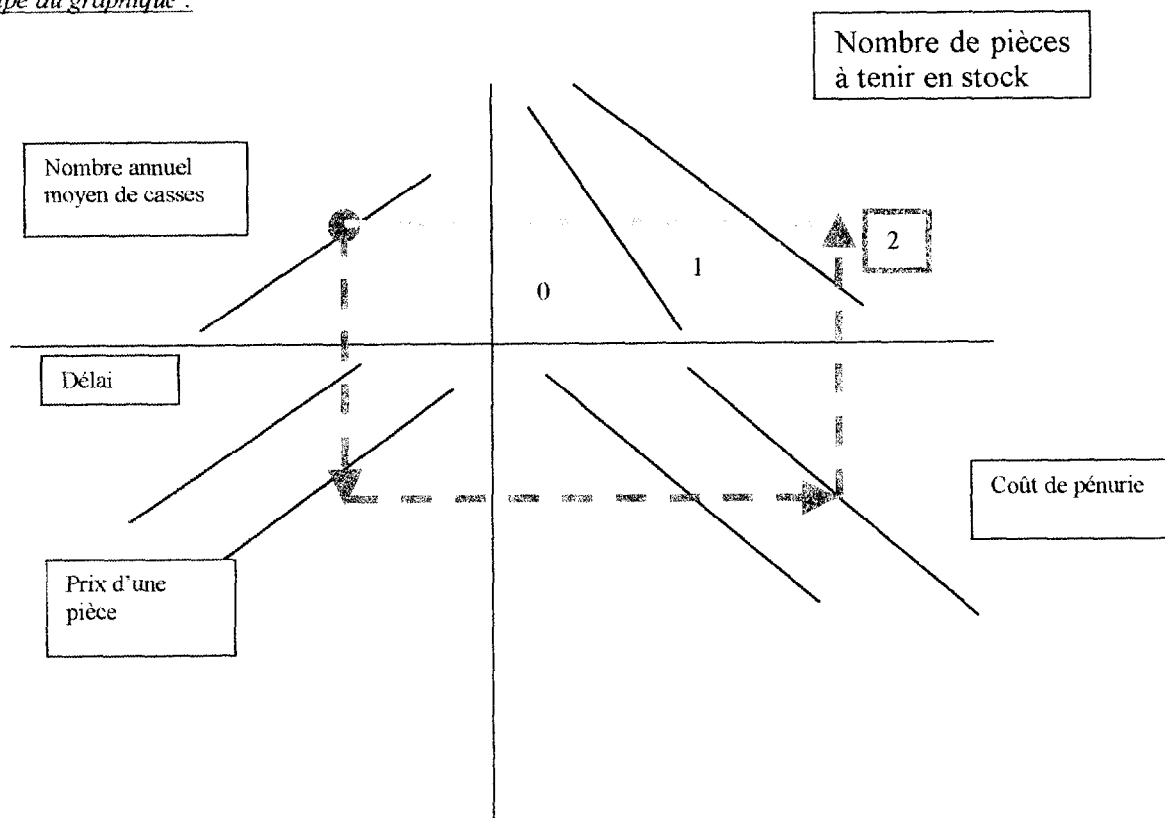 du graphique :
Nombre de pièces
à tenir en stock
Nombre annuel
moyen de casses
2
1
0
Délai
Coût de pénurie
Prix d'une
pièce